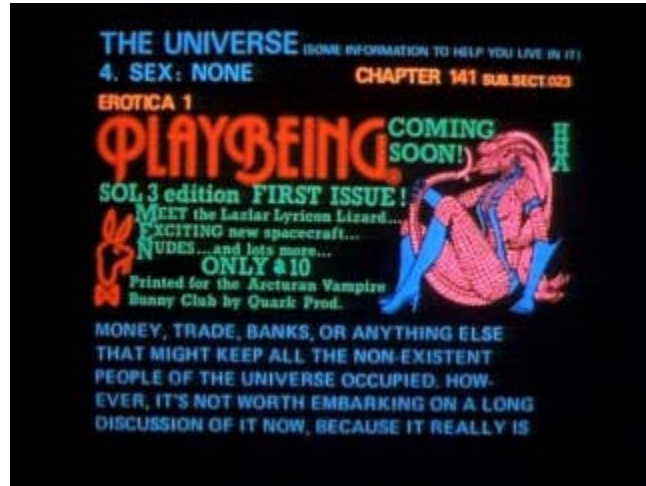 THE UNIVERSE (SOME INFORMATION TO HELP YOU LIVE IN IT)
4. SEX: NONE CHAPTER 141 SUB.SECT.023
EROTICA 1
PLAYBEING
COMING
SOON!
HHA
SOL 3 edition FIRST ISSUE!
MEET the Lazlar Lyricon Lizard...
EXCITING new spacecraft...
NUDES...and lots more...
ONLY 10
Printed for the Arcturan Vampire
Bunny Club by Quark Prod.
MONEY, TRADE, BANKS, OR ANYTHING ELSE
THAT MIGHT KEEP ALL THE NON-EXISTENT
PEOPLE OF THE UNIVERSE OCCUPIED. HOW-
EVER, IT'S NOT WORTH EMBARKING ON A LONG
DISCUSSION OF IT NOW, BECAUSE IT REALLY IS